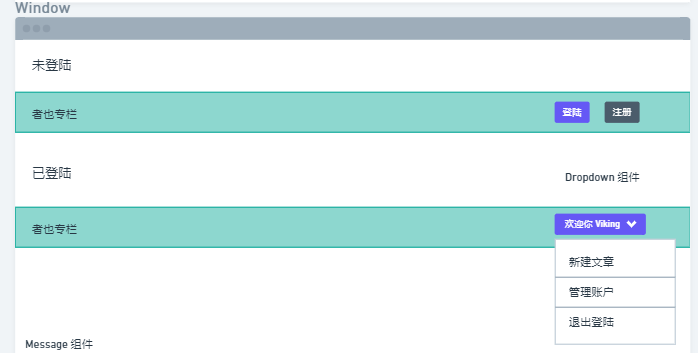 Window
未登陆
者也专栏
登陆 注册
已登陆
Dropdown 组件
者也专栏
欢迎你 Viking
新建文章
管理账户
退出登陆
Message 组件